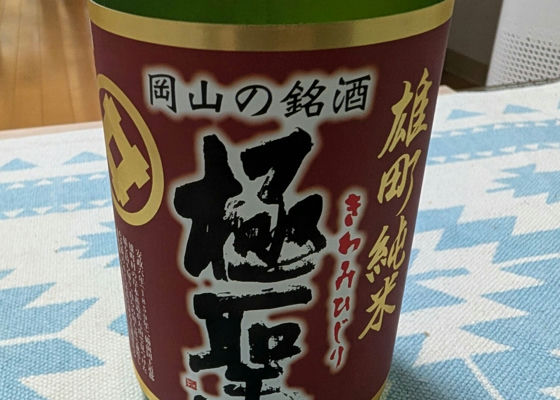 岡山の銘酒
雄町 純米
極聖
きわみひじり